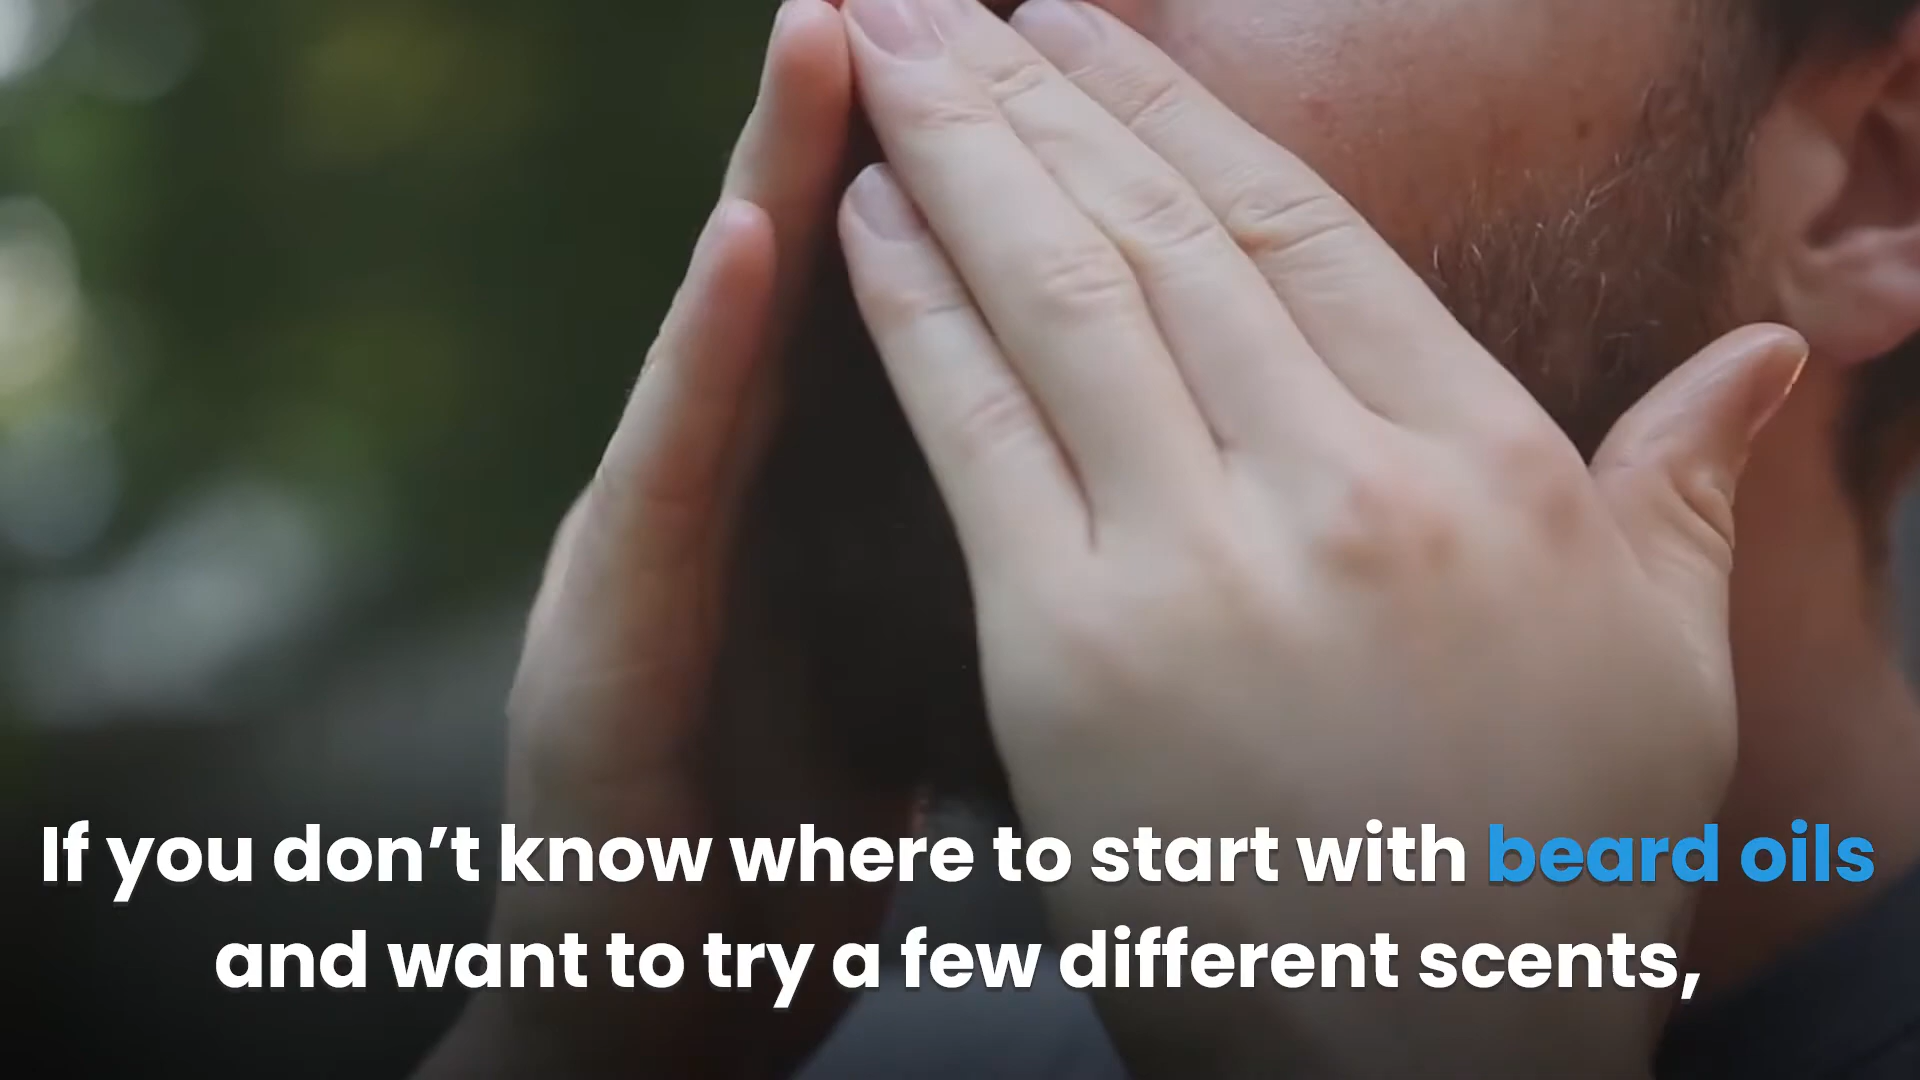 If you don’t know where to start with beard oils
and want to try a few different scents,